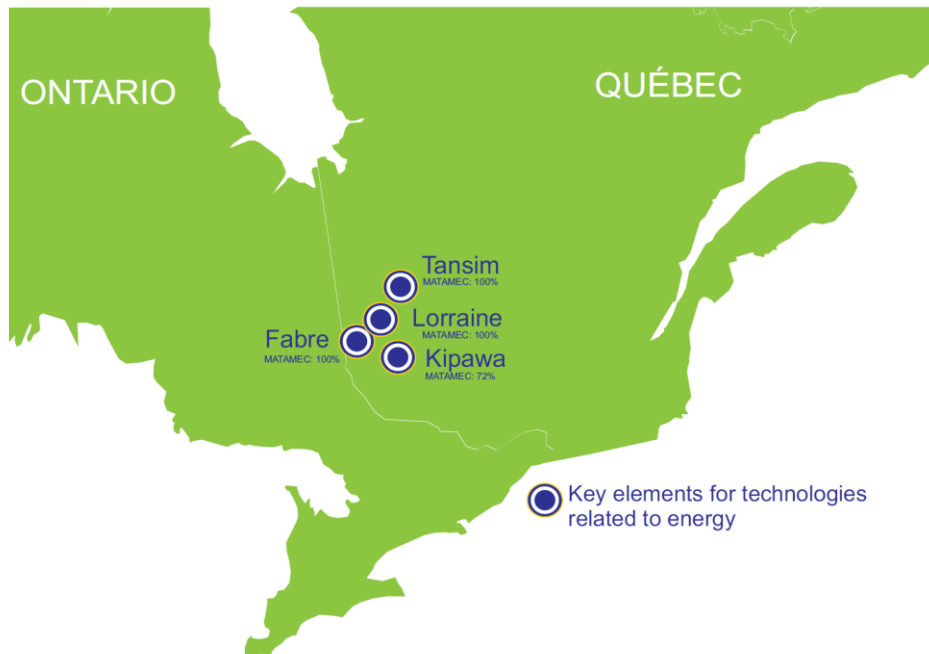 ONTARIO
QUÉBEC
Tansim
MATAMEC: 100%
Lorraine
MATAMEC: 100%
Fabre
MATAMEC: 100%
Kipawa
MATAMEC: 72%
Key elements for technologies
related to energy